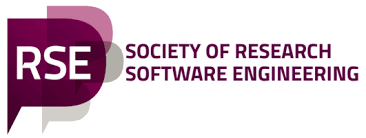 RSE
SOCIETY OF RESEARCH
SOFTWARE ENGINEERING